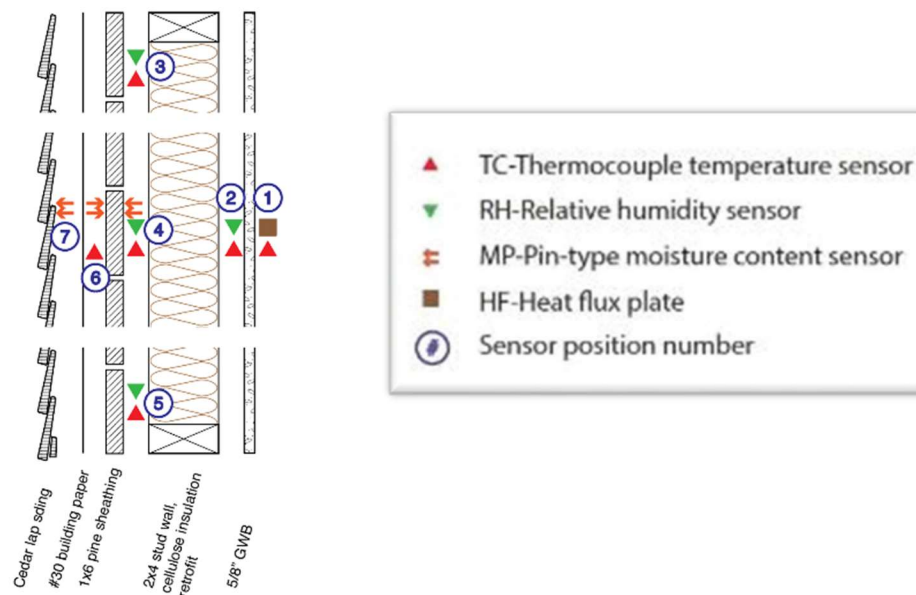 3
2
1
4
7
6
5
TC-Thermocouple temperature sensor
RH-Relative humidity sensor
MP-Pin-type moisture content sensor
HF-Heat flux plate
# Sensor position number
Cedar lap sding
#30 building paper
1x6 pine sheathing
2x4 stud wall,
cellulose insulation
retrofit
5/8" GWB